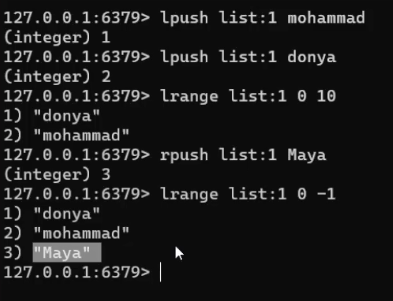 127.0.0.1:6379> lpush list:1 mohammad
(integer) 1
127.0.0.1:6379> lpush list:1 donya
(integer) 2
127.0.0.1:6379> lrange list:1 0 10
1) "donya"
2) "mohammad"
127.0.0.1:6379> rpush list:1 Maya
(integer) 3
127.0.0.1:6379> lrange list:1 0 -1
1) "donya"
2) "mohammad"
3) "Maya"
127.0.0.1:6379>